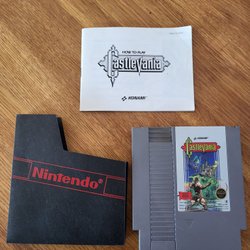 HOW TO PLAY
Castlevania
KONAMI
Nintendo®
KONAMI
Castlevania